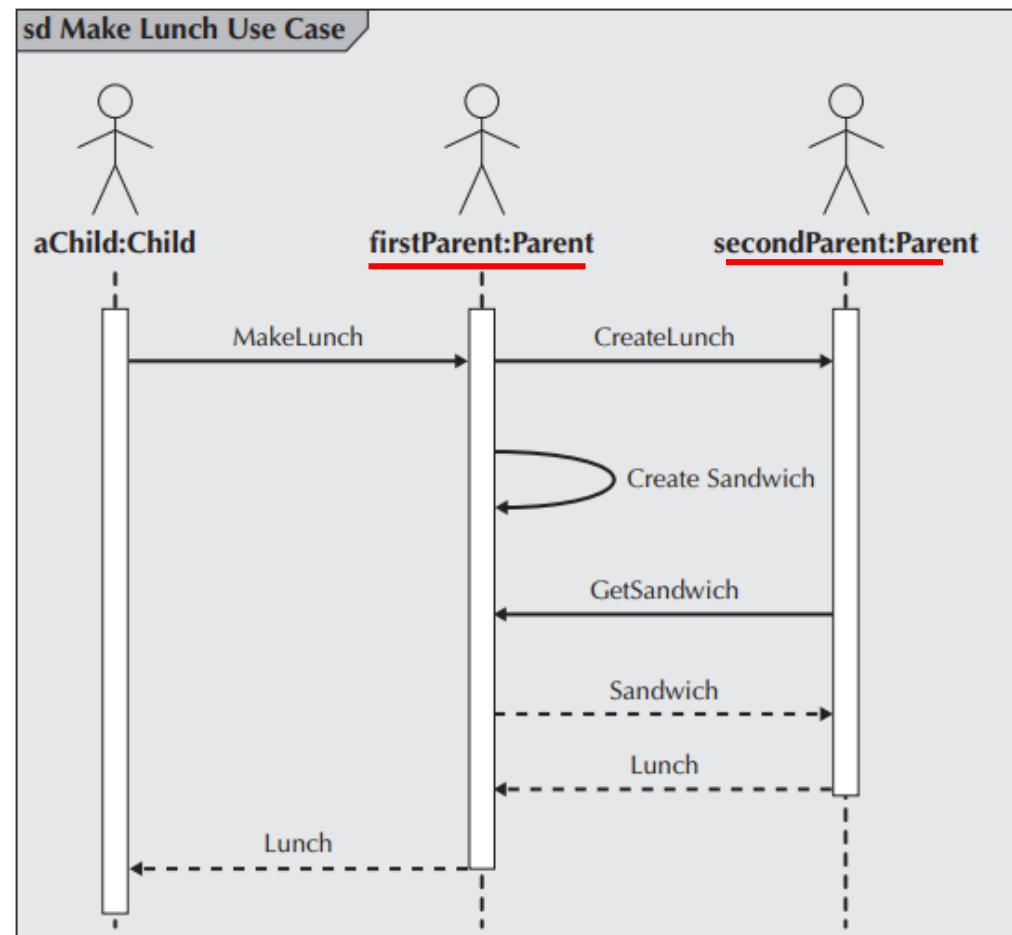 sd Make Lunch Use Case
aChild:Child
firstParent:Parent
secondParent:Parent
MakeLunch
CreateLunch
Create Sandwich
GetSandwich
Sandwich
Lunch
Lunch